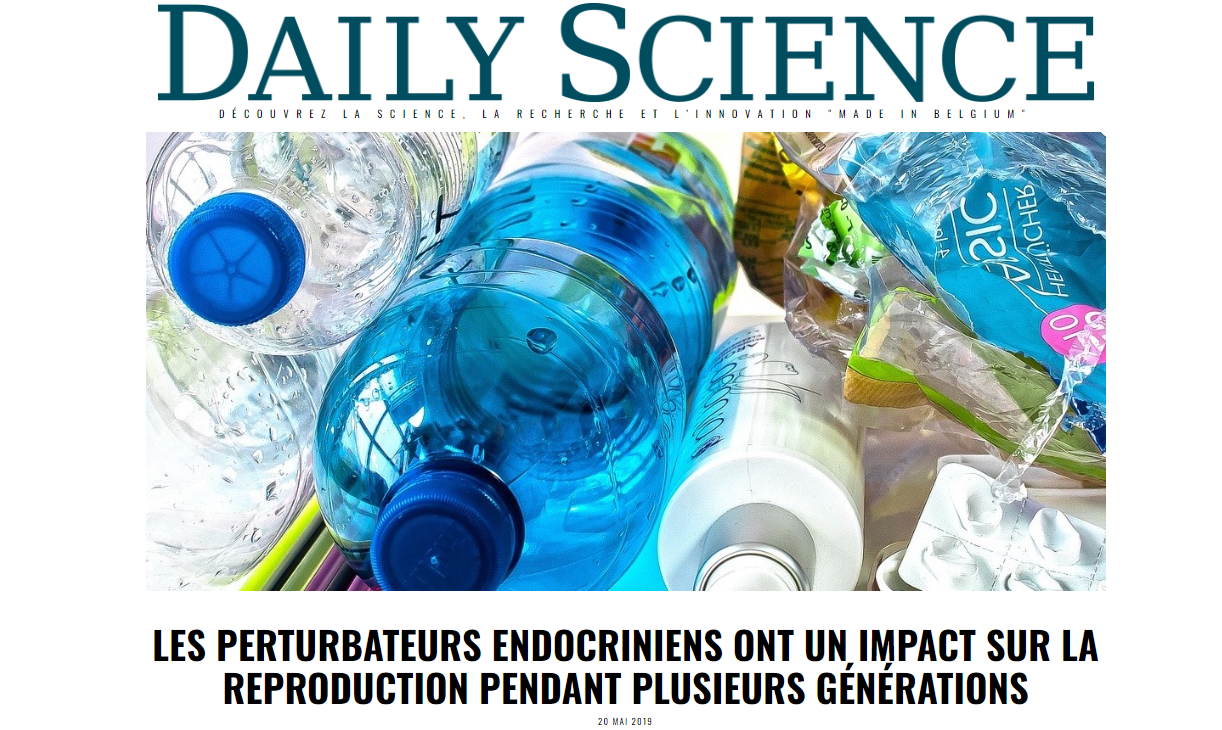 DAILY SCIENCE
DÉCOUVREZ LA SCIENCE, LA RECHERCHE ET L'INNOVATION "MADE IN BELGIUM"
ASIC
LES PERTURBATEURS ENDOCRINIENS ONT UN IMPACT SUR LA
REPRODUCTION PENDANT PLUSIEURS GÉNÉRATIONS
20 MAI 2019